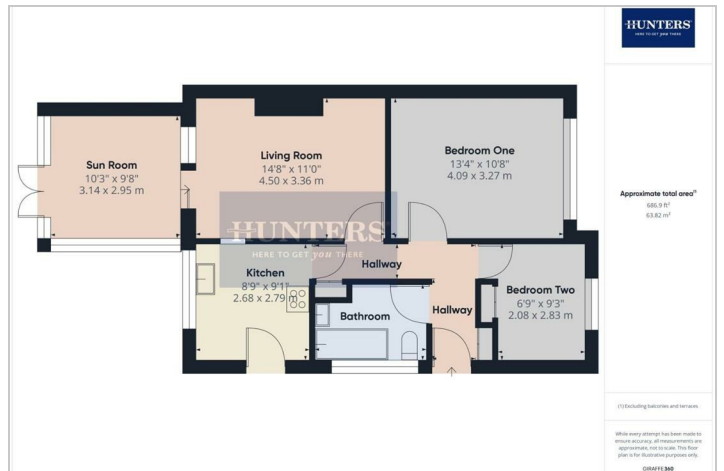 HUNTERS®
HERE TO GET you THERE
Sun Room
10'3" x 9'8"
3.14 x 2.95 m
Living Room
14'8" x 11'0"
4.50 x 3.36 m
Bedroom One
13'4" x 10'8"
4.09 x 3.27 m
HUNTERS
HERE TO GET you THERE
Kitchen
8'9" x 9'1"
2.68 x 2.79 m
Hallway
Bathroom
Hallway
Bedroom Two
6'9" x 9'3"
2.08 x 2.83 m
Approximate total area⁽¹⁾
686.9 ft²
63.82 m²
(1) Excluding balconies and terraces
While every attempt has been made to
ensure accuracy, all measurements are
approximate, not to scale. This floor
plan is for illustrative purposes only.
GIRAFFE360